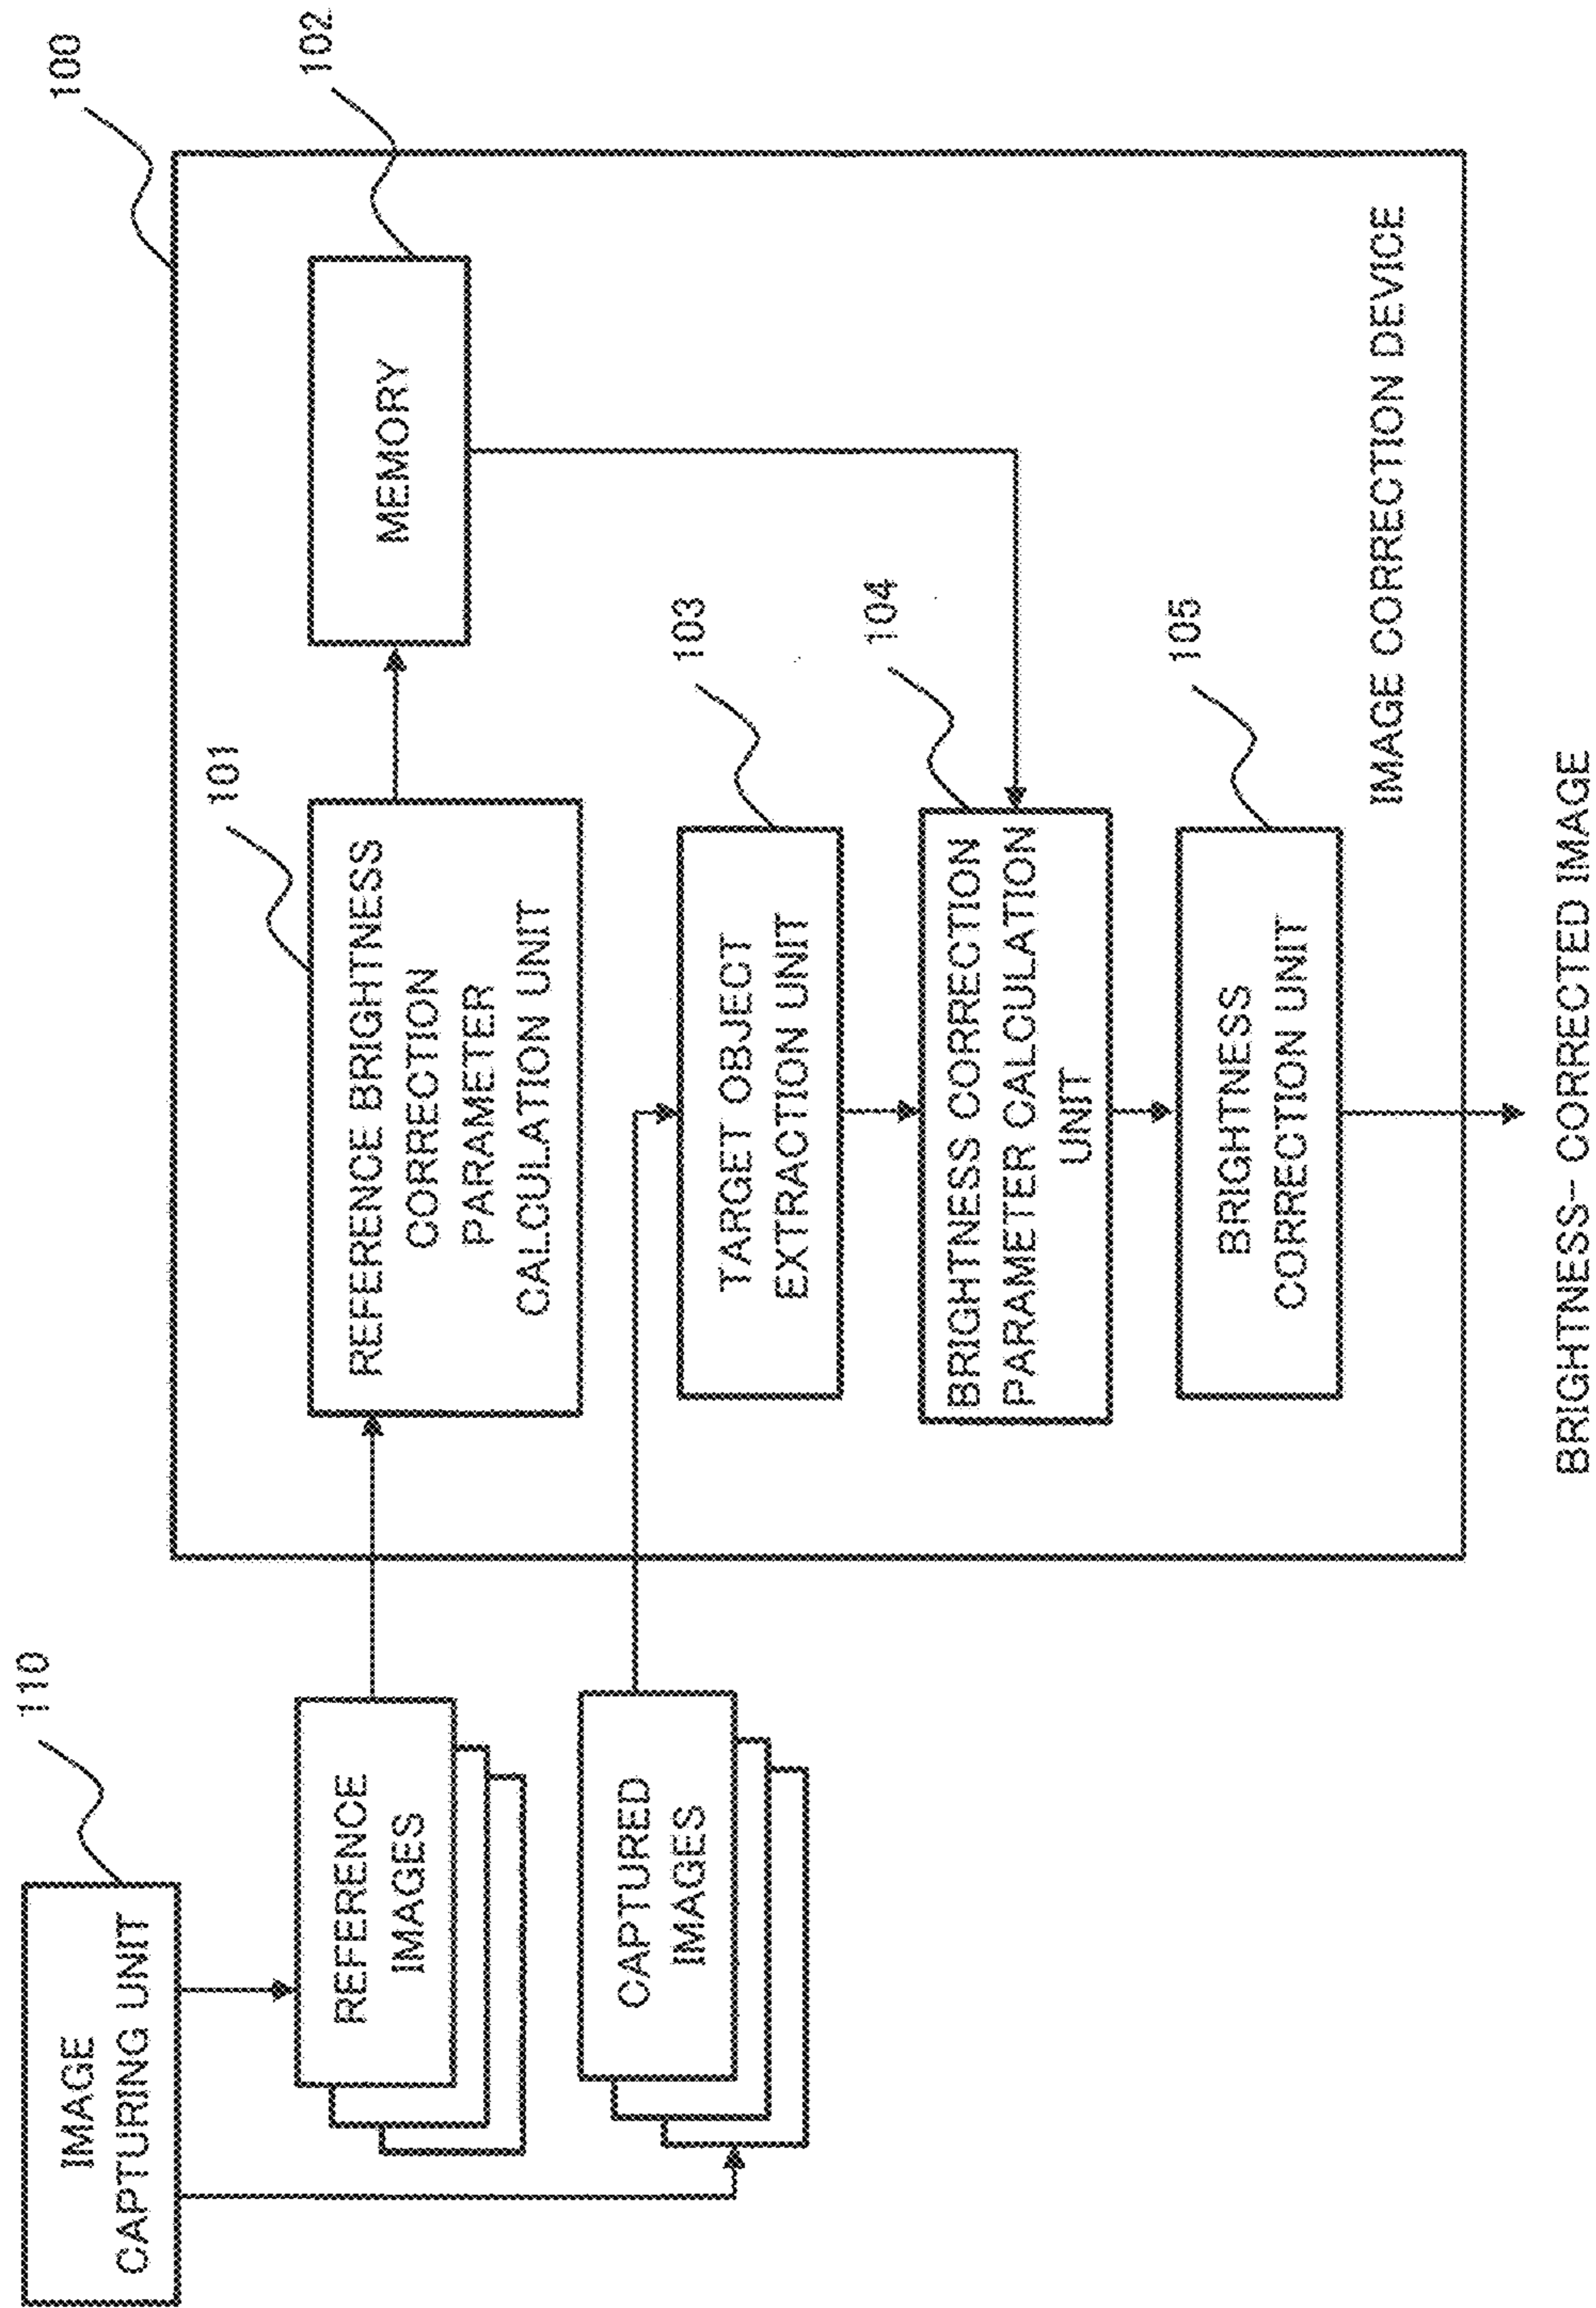 100
102
MEMORY
101
REFERENCE BRIGHTNESS
CORRECTION
PARAMETER
CALCULATION UNIT
103
TARGET OBJECT
EXTRACTION UNIT
104
BRIGHTNESS CORRECTION
PARAMETER CALCULATION
UNIT
105
BRIGHTNESS
CORRECTION UNIT
IMAGE CORRECTION DEVICE
BRIGHTNESS- CORRECTED IMAGE
110
IMAGE
CAPTURING UNIT
REFERENCE
IMAGES
CAPTURED
IMAGES